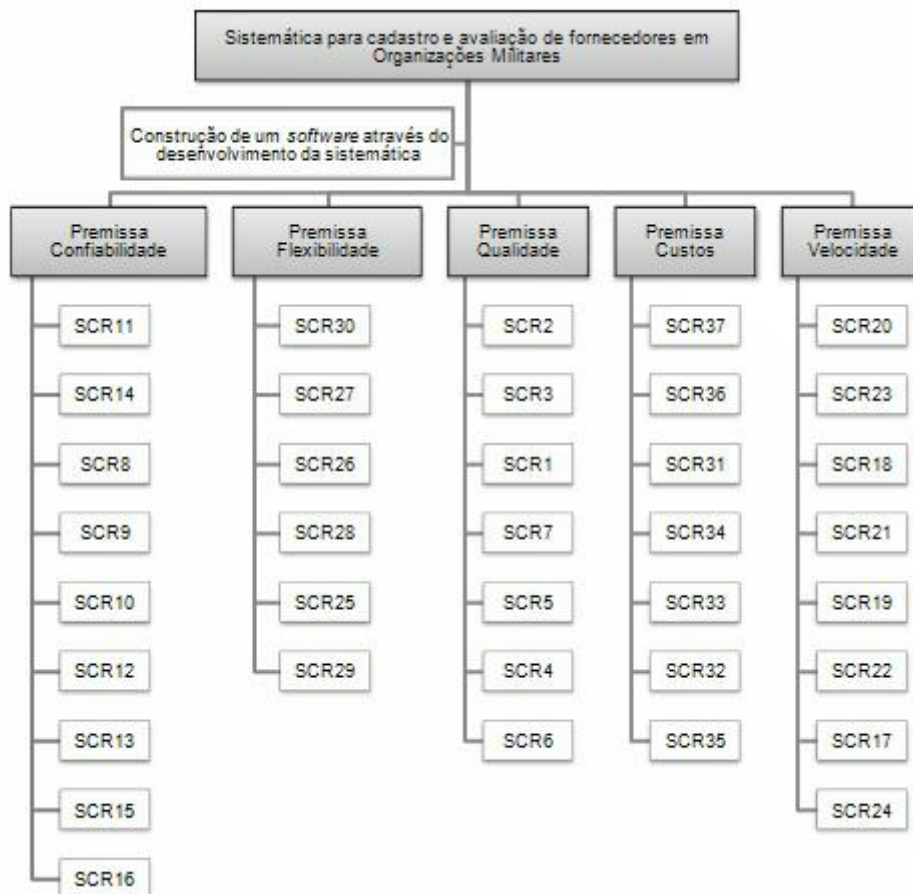 Sistemática para cadastro e avaliação de fornecedores em
Organizações Militares
Construção de um software através do
desenvolvimento da sistemática
Premissa
Confiabilidade
SCR11
SCR14
SCR8
SCR9
SCR10
SCR12
SCR13
SCR15
SCR16
Premissa
Flexibilidade
SCR30
SCR27
SCR26
SCR28
SCR25
SCR29
Premissa
Qualidade
SCR2
SCR3
SCR1
SCR7
SCR5
SCR4
SCR6
Premissa
Custos
SCR37
SCR36
SCR31
SCR34
SCR33
SCR32
SCR35
Premissa
Velocidade
SCR20
SCR23
SCR18
SCR21
SCR19
SCR22
SCR17
SCR24